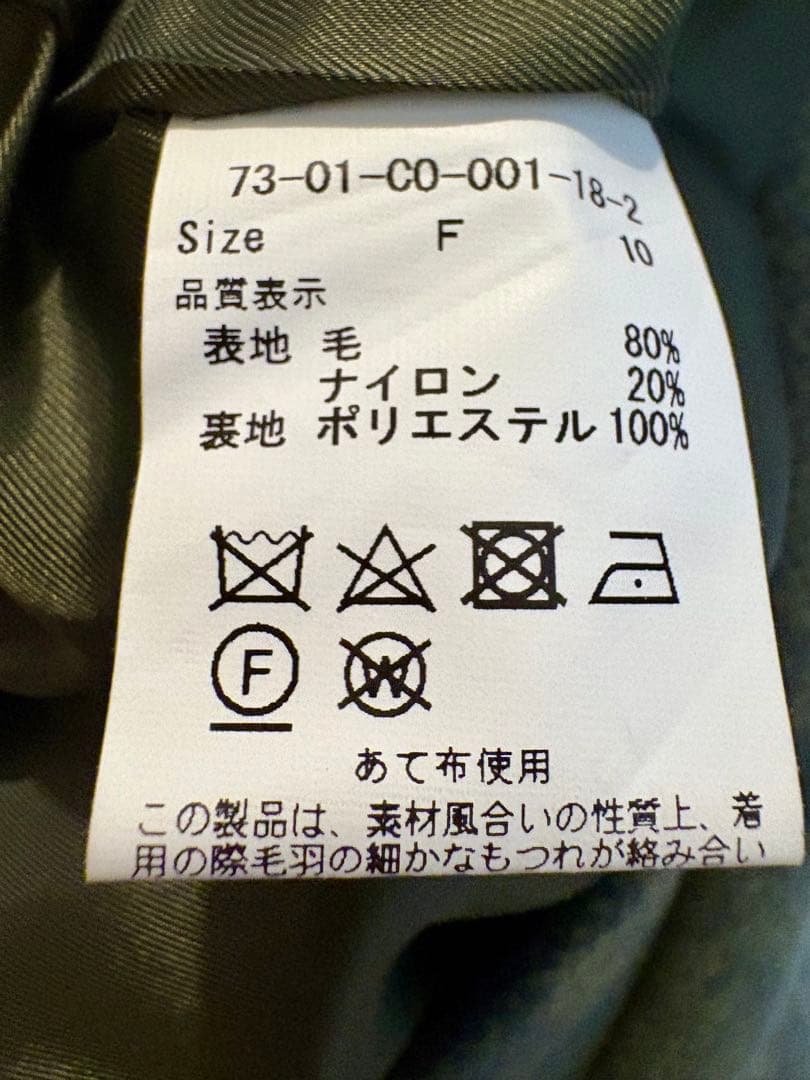 73-01-CO-001-18-2
Size F 10
品質表示
表地 毛 80%
ナイロン 20%
裏地 ポリエステル 100%
F W
あて布使用
この製品は、素材風合いの性質上、着
用の際毛羽の細かなもつれが絡み合い